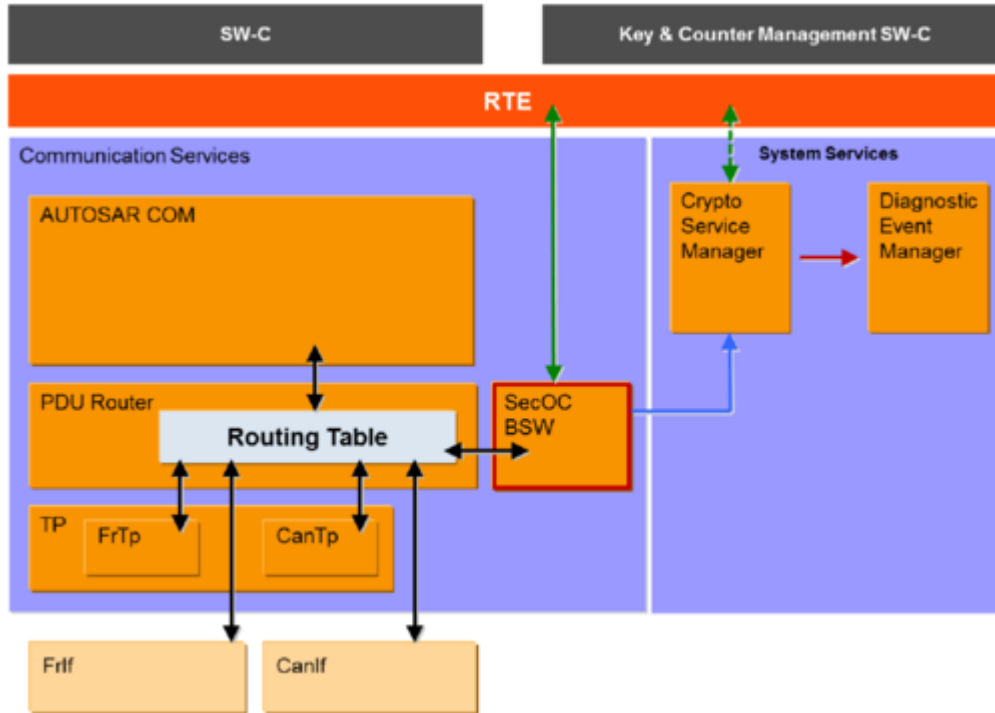 SW-C
Key & Counter Management SW-C
RTE
Communication Services
System Services
AUTOSAR COM
Crypto
Service
Manager
Diagnostic
Event
Manager
PDU Router
Routing Table
SecOC
BSW
TP
FrTp
CanTp
FrIf
CanIf